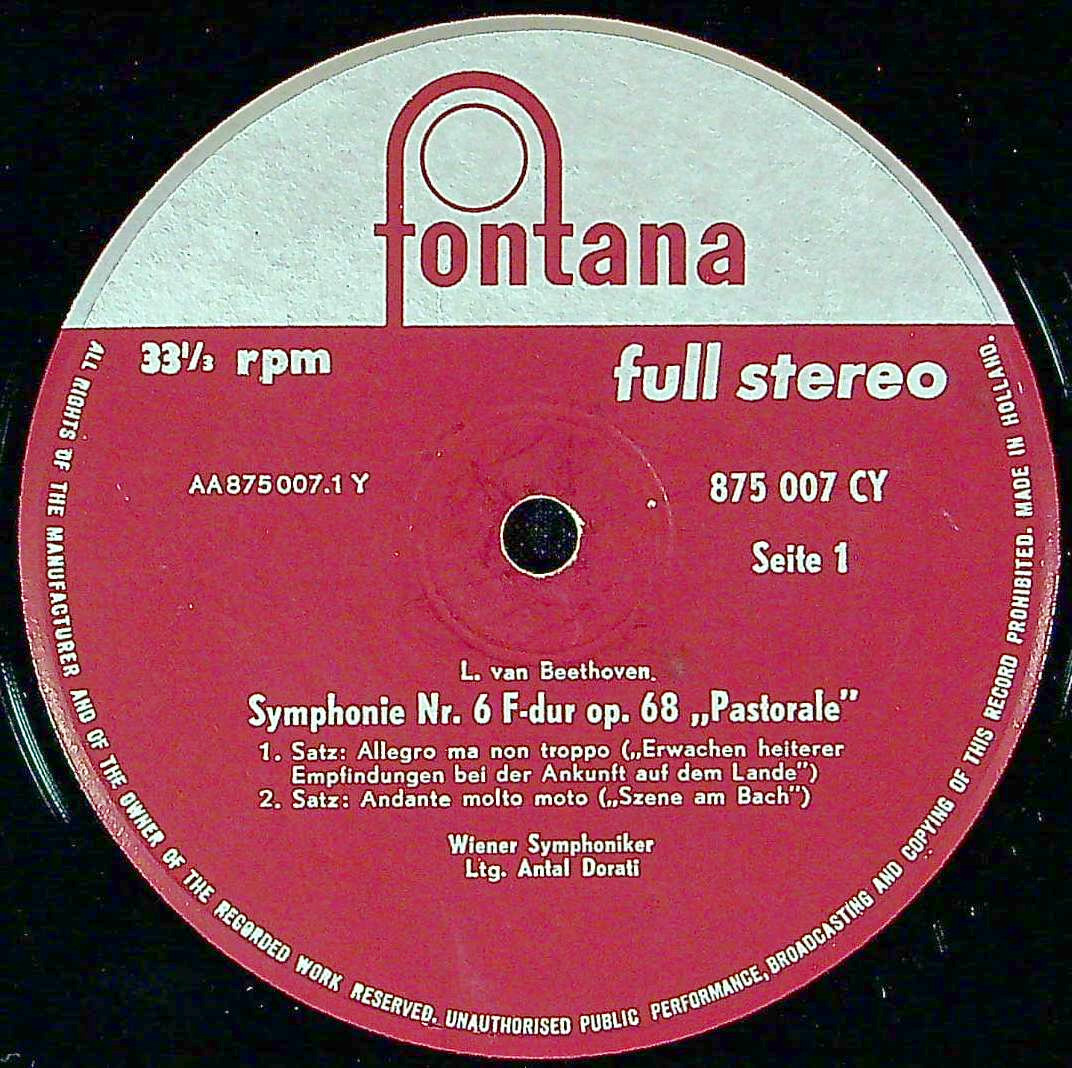 fontana
33 1/3 rpm
full stereo
AA 875 007.1 Y
875 007 CY
Seite 1
L. van Beethoven
Symphonie Nr. 6 F-dur op. 68 „Pastorale”
1. Satz: Allegro ma non troppo („Erwachen heiterer
Empfindungen bei der Ankunft auf dem Lande”)
2. Satz: Andante molto moto („Szene am Bach”)
Wiener Symphoniker
Ltg. Antal Dorati
ALL RIGHTS OF THE MANUFACTURER AND OF THE OWNER OF THE RECORDED WORK RESERVED. UNAUTHORISED PUBLIC PERFORMANCE, BROADCASTING AND COPYING OF THIS RECORD PROHIBITED. MADE IN HOLLAND.